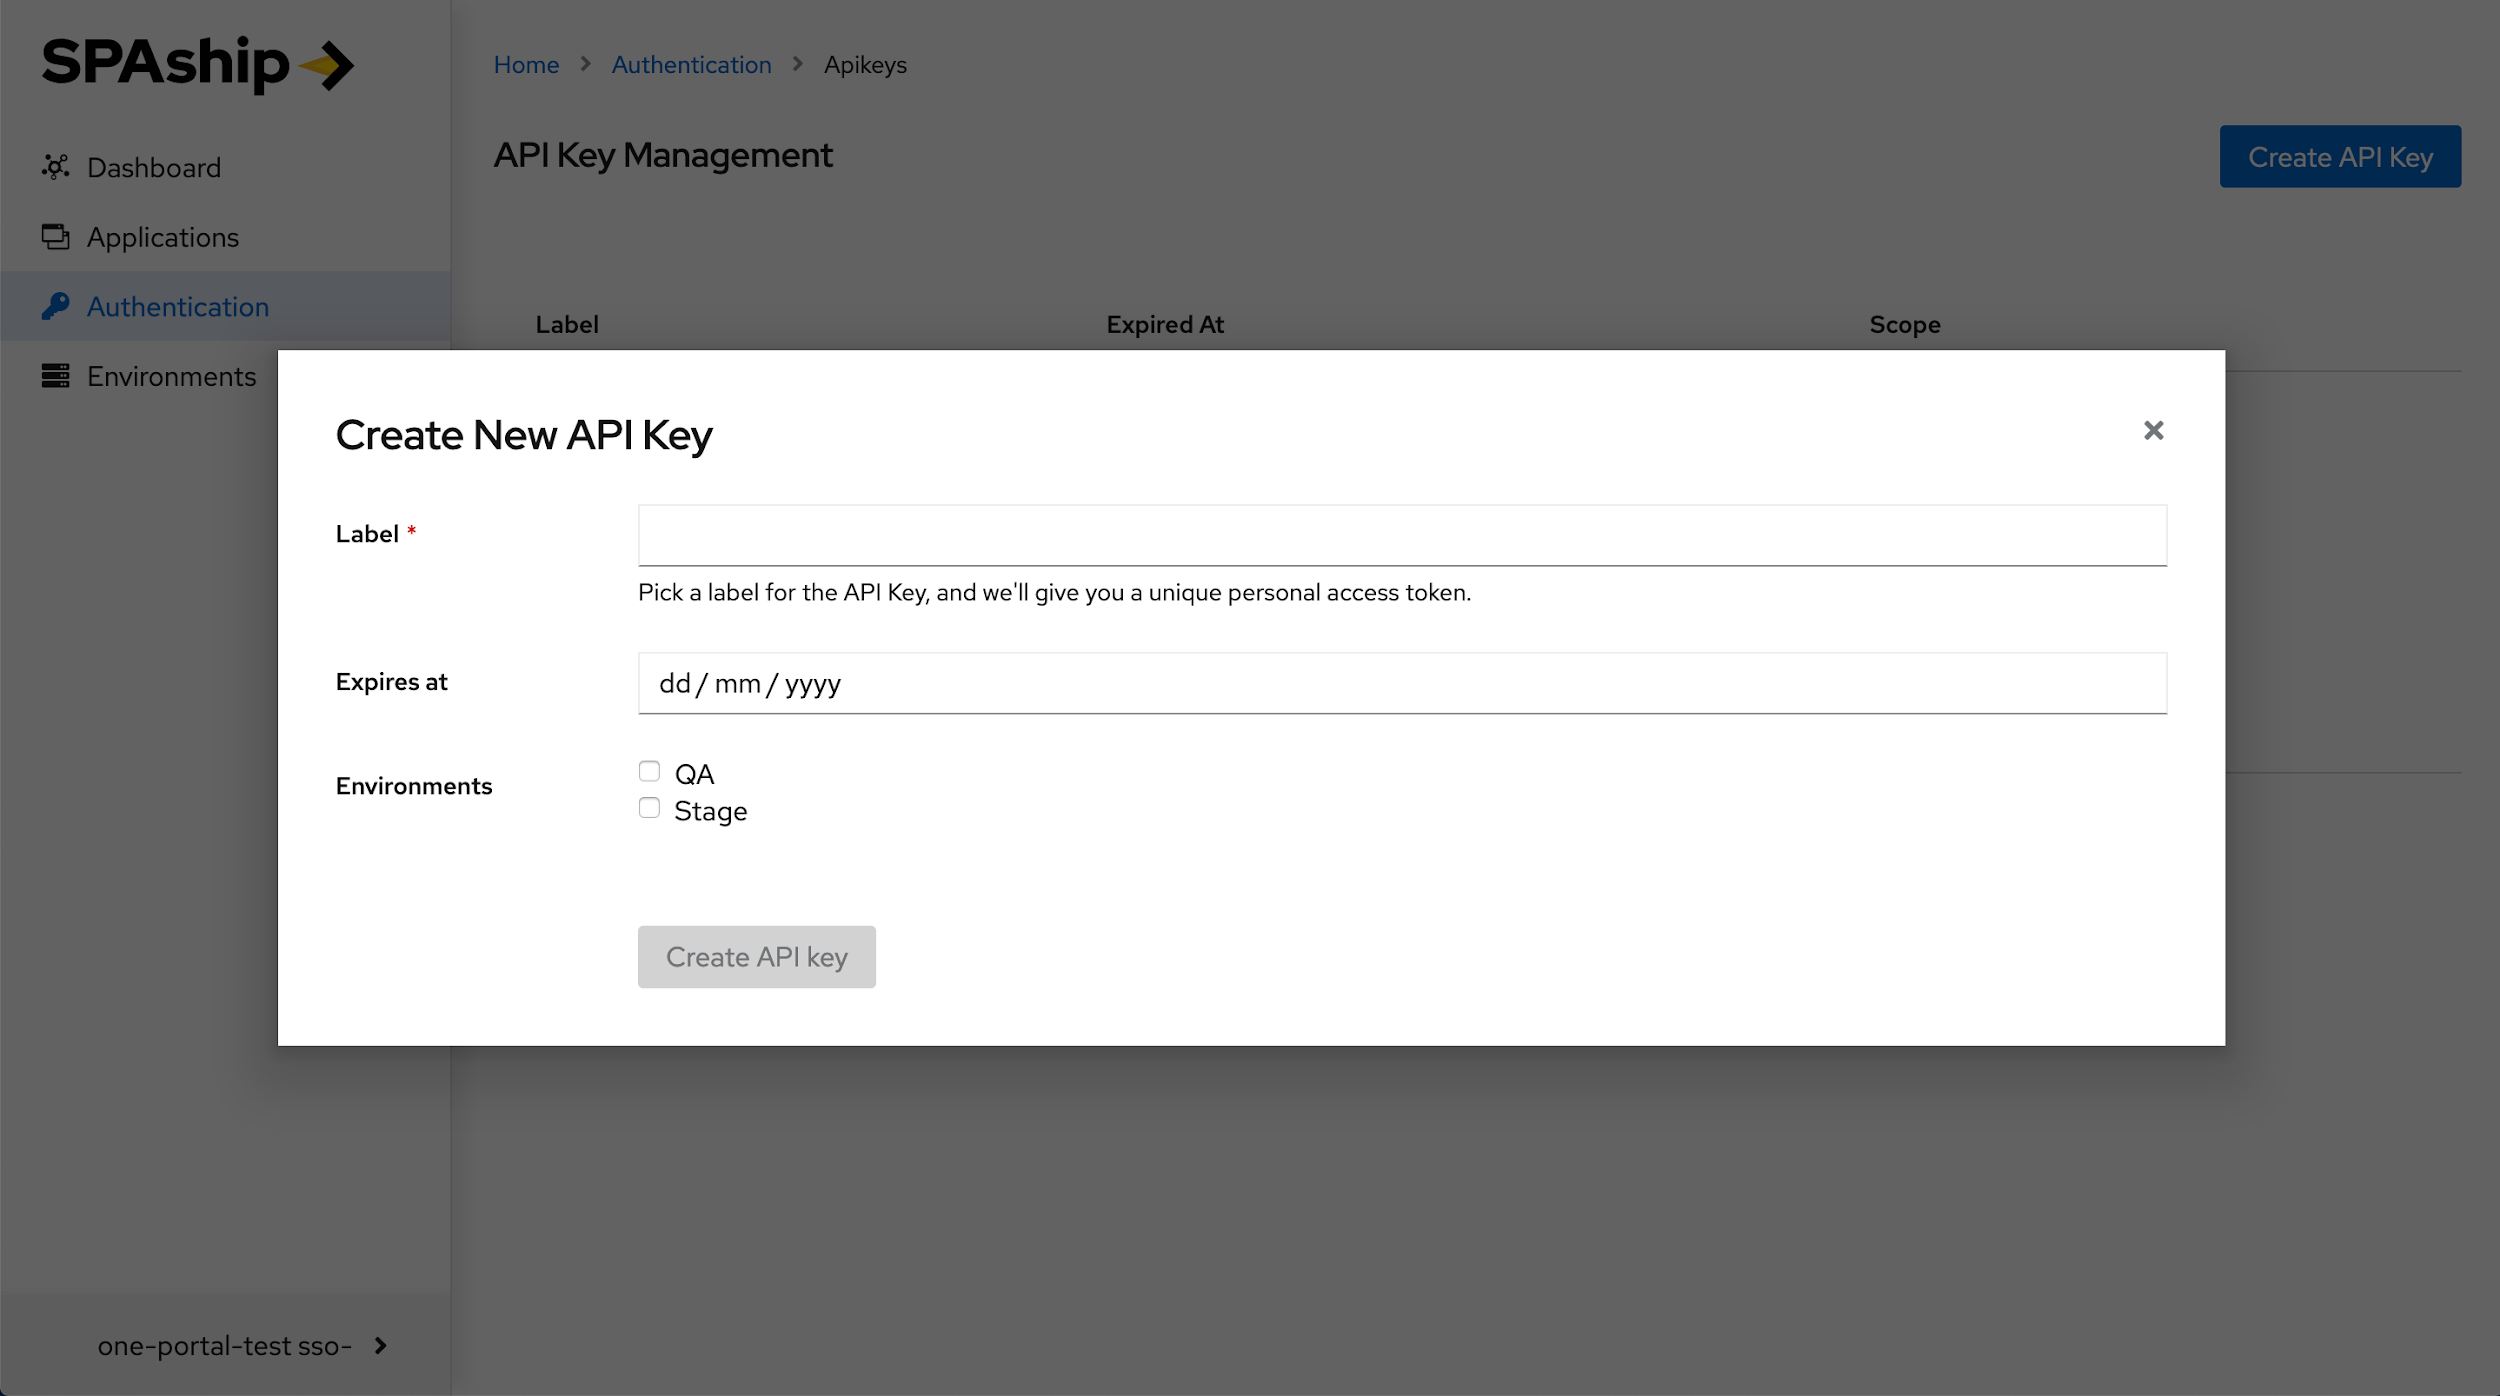 SPAship
Home > Authentication > Apikeys
API Key Management
Create API Key
Dashboard
Applications
Authentication
Environments
Label Expired At Scope
Create New API Key
Label *
Pick a label for the API Key, and we'll give you a unique personal access token.
Expires at
dd/mm/yyyy
Environments
QA
Stage
Create API key
one-portal-test sso-